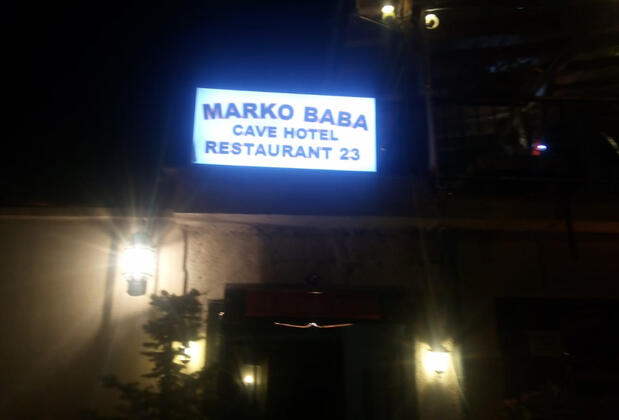 MARKO BABA
CAVE HOTEL
RESTAURANT 23